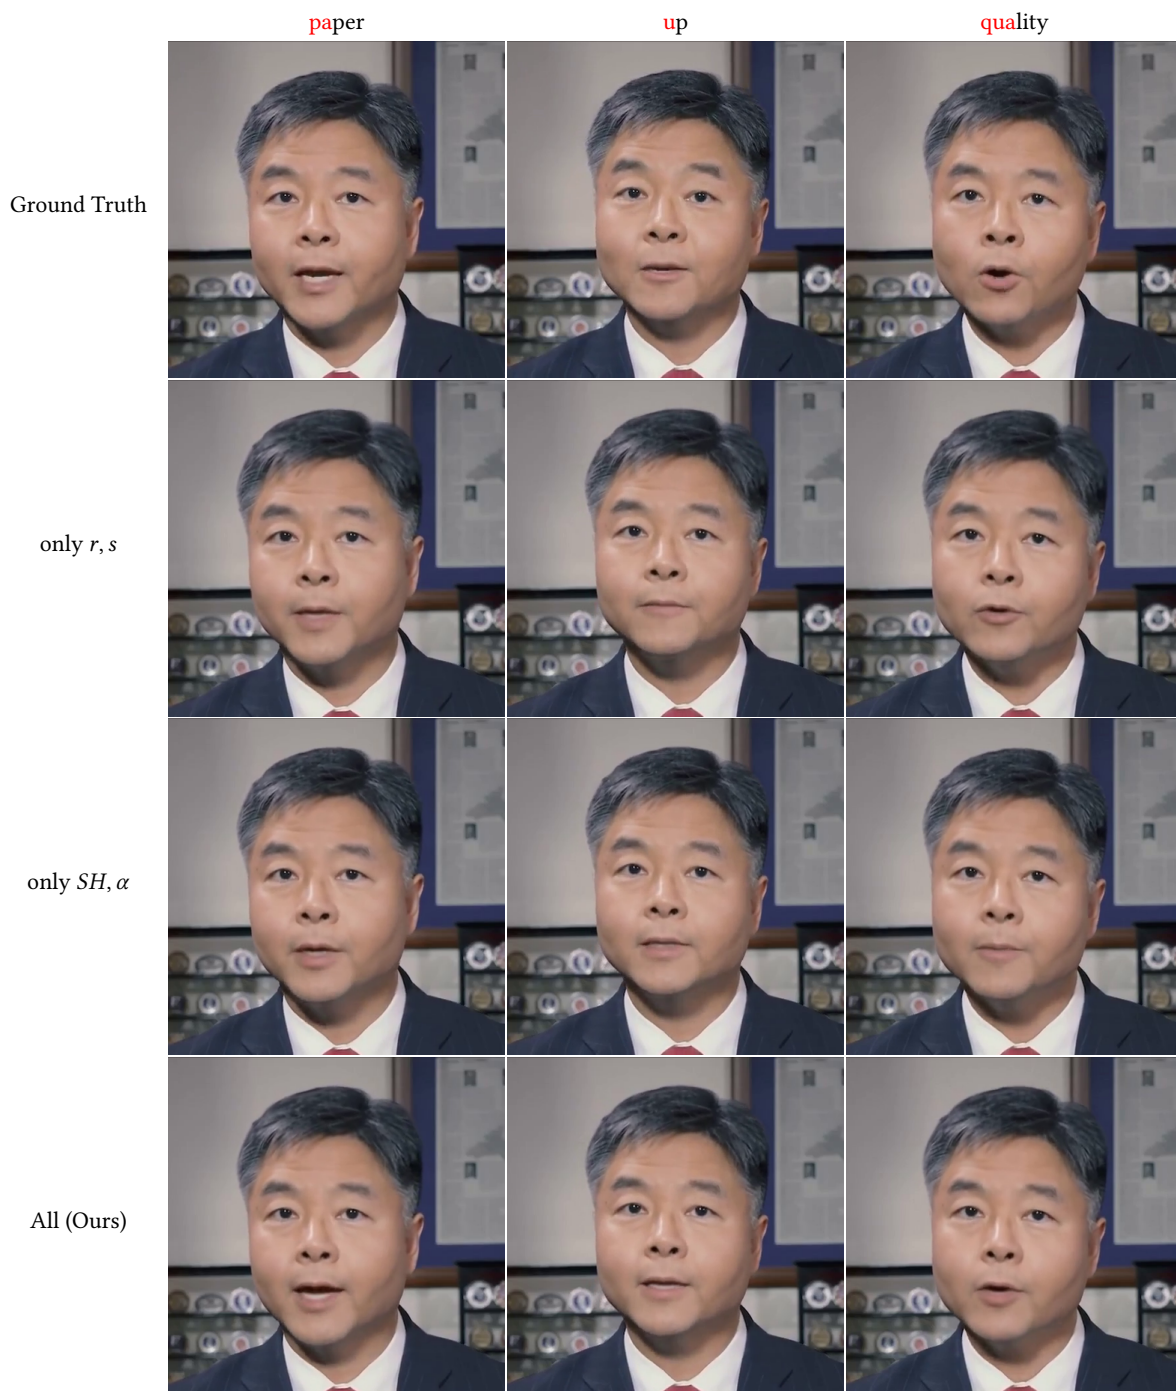 paper up quality
Ground Truth
only r, s
only SH, α
All (Ours)